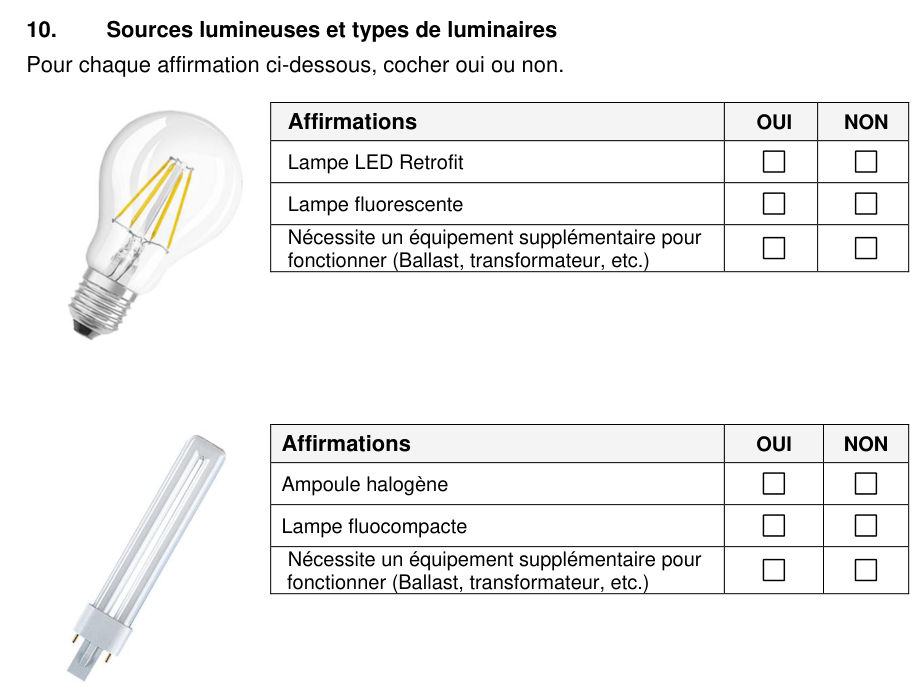 10. Sources lumineuses et types de luminaires
Pour chaque affirmation ci-dessous, cocher oui ou non.
Affirmations OUI NON
Lampe LED Retrofit
Lampe fluorescente
Nécessite un équipement supplémentaire pour
fonctionner (Ballast, transformateur, etc.)
Affirmations OUI NON
Ampoule halogène
Lampe fluocompacte
Nécessite un équipement supplémentaire pour
fonctionner (Ballast, transformateur, etc.)